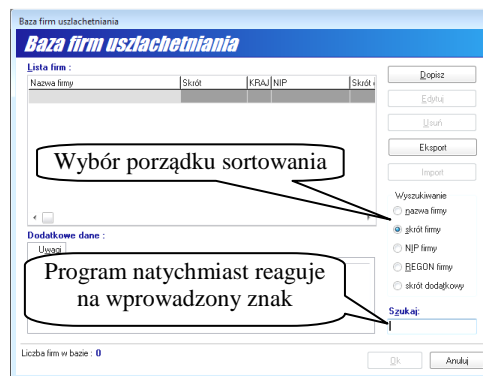 Baza firm uszlachetniania
Baza firm uszlachetniania
Lista firm :
Nazwa firmy Skrót KRAJ NIP Skrót
Dopisz
Edytuj
Usuń
Eksport
Import
Wybór porządku sortowania
Wyszukiwanie
nazwa firmy
skrót firmy
NIP firmy
REGON firmy
skrót dodatkowy
Dodatkowe dane :
Uwagi
Program natychmiast reaguje
na wprowadzony znak
Szukaj:
Liczba firm w bazie : 0
Ok Anuluj